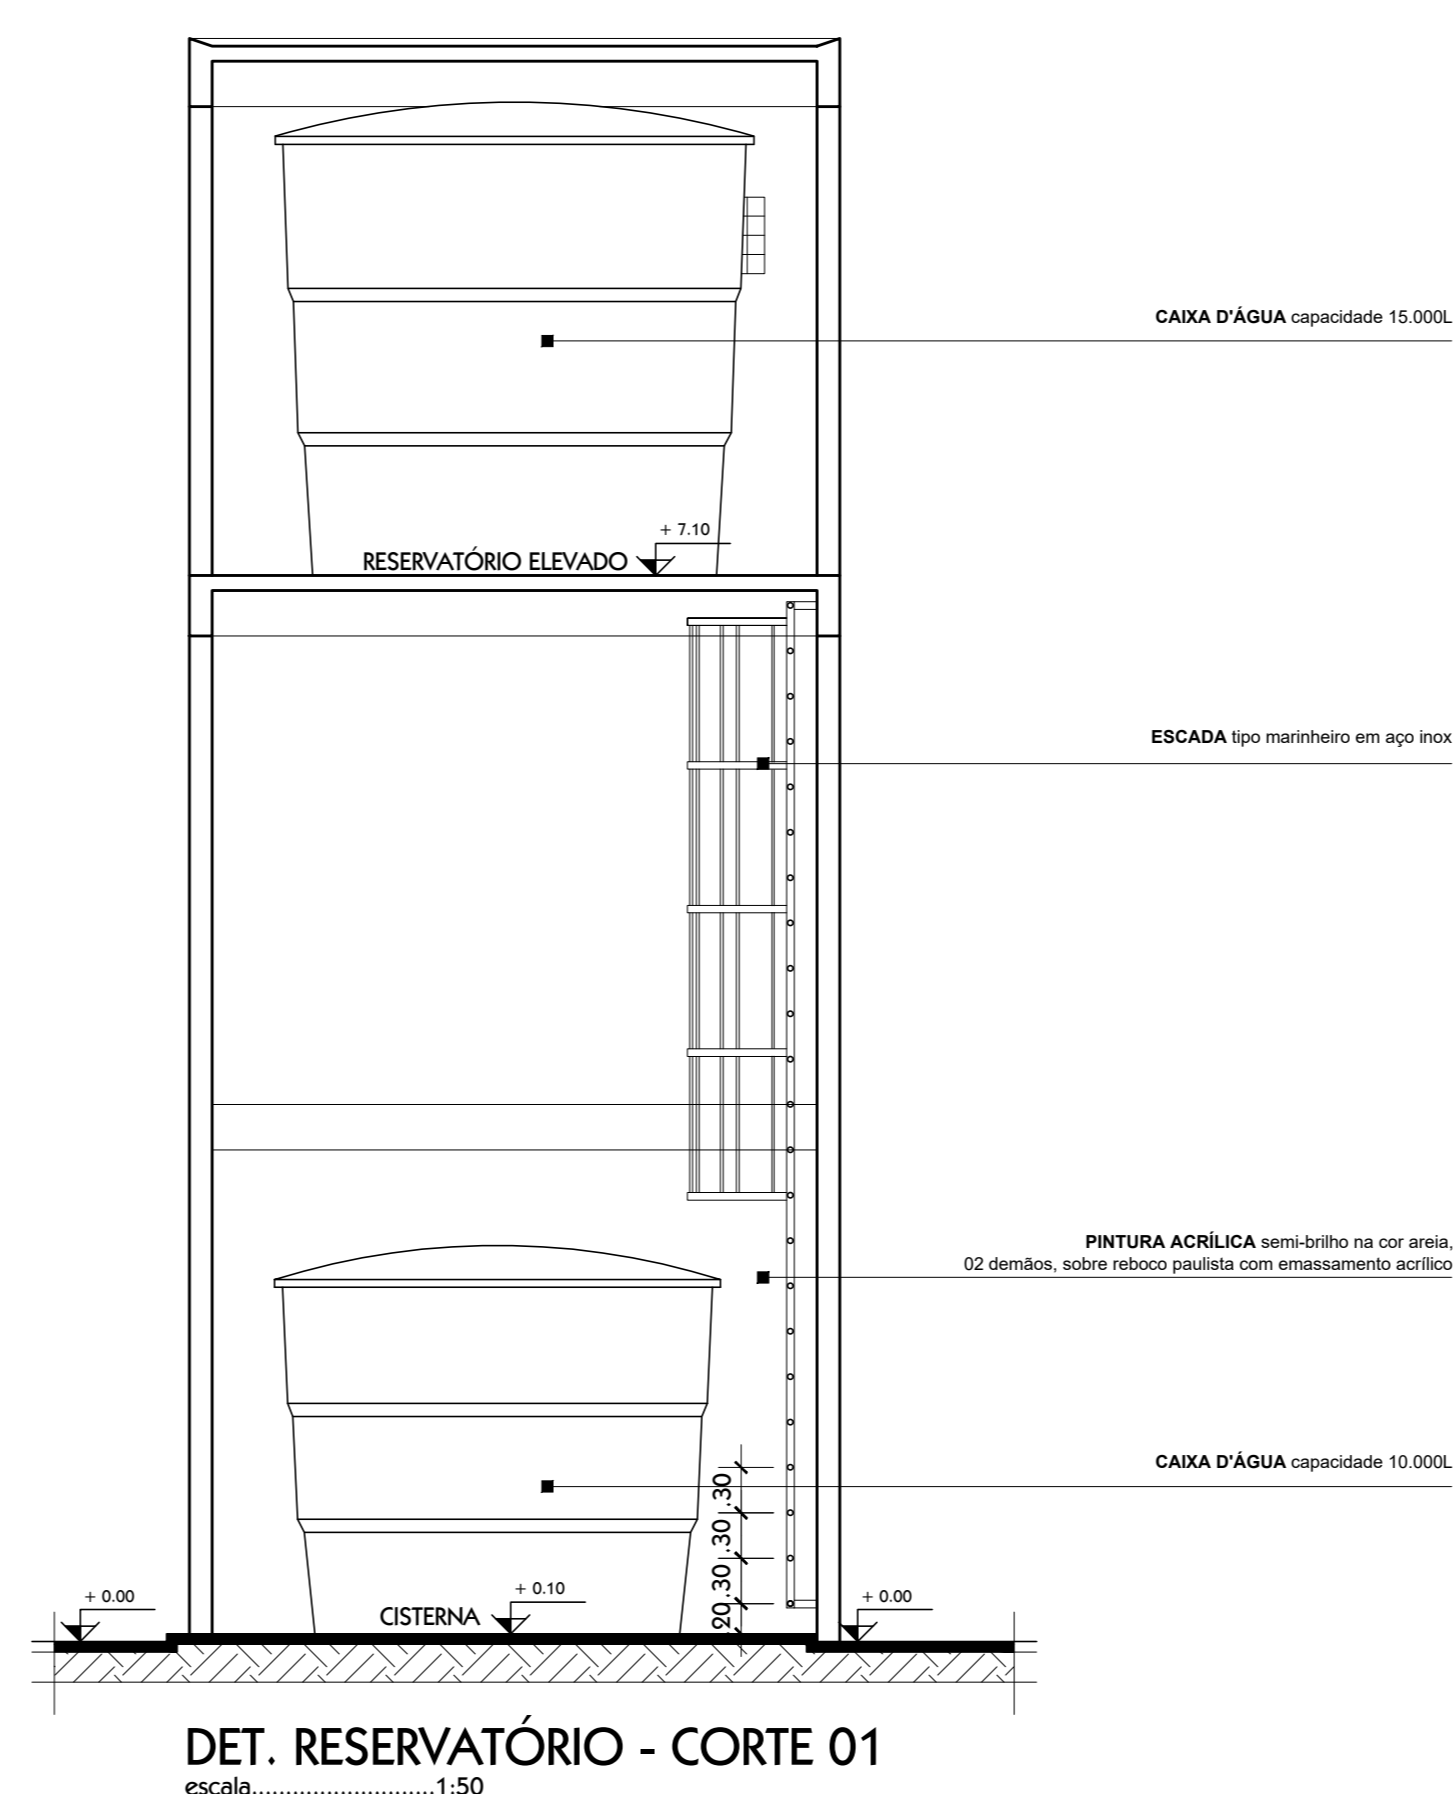 CAIXA D'ÁGUA capacidade 15.000L
+ 7.10
RESERVATÓRIO ELEVADO
ESCADA tipo marinheiro em aço inox
PINTURA ACRÍLICA semi-brilho na cor areia,
02 demãos, sobre reboco paulista com emassamento acrílico
CAIXA D'ÁGUA capacidade 10.000L
.30
.30
.30
20
+ 0.00
+ 0.10
+ 0.00
CISTERNA
DET. RESERVATÓRIO - CORTE 01
escala...........................1:50